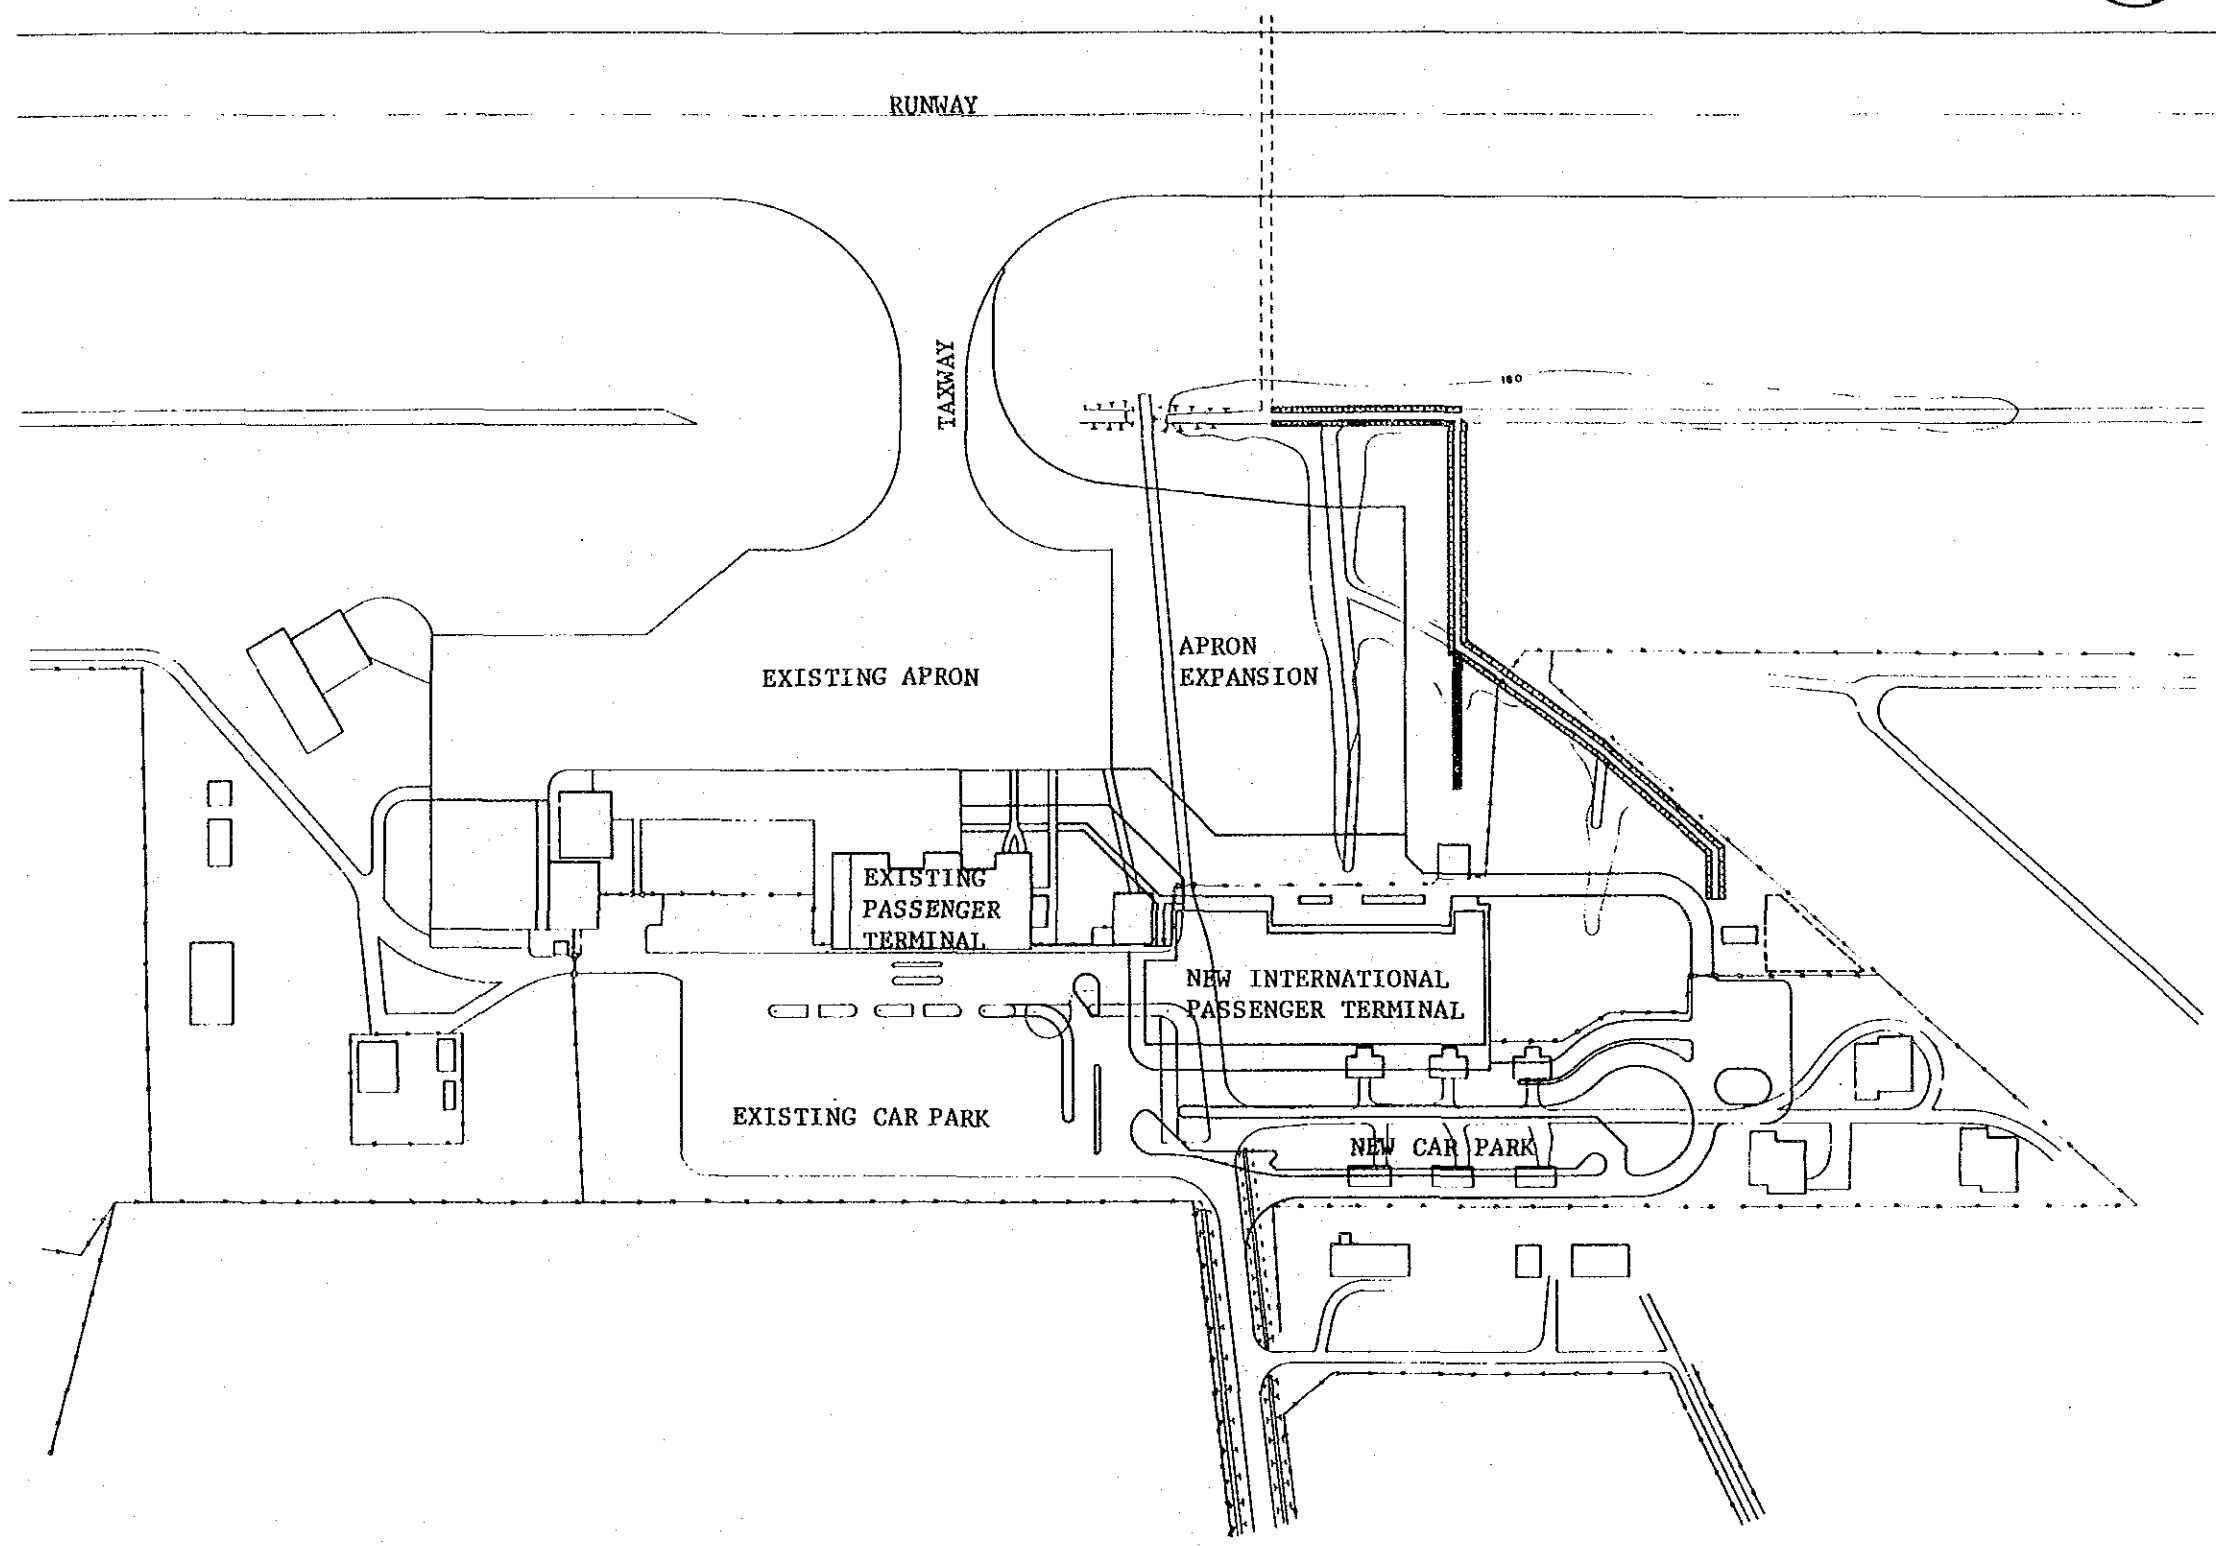 RUNWAY
TAXWAY
180
APRON
EXPANSION
EXISTING APRON
EXISTING
PASSENGER
TERMINAL
NEW INTERNATIONAL
PASSENGER TERMINAL
EXISTING CAR PARK
NEW CAR PARK